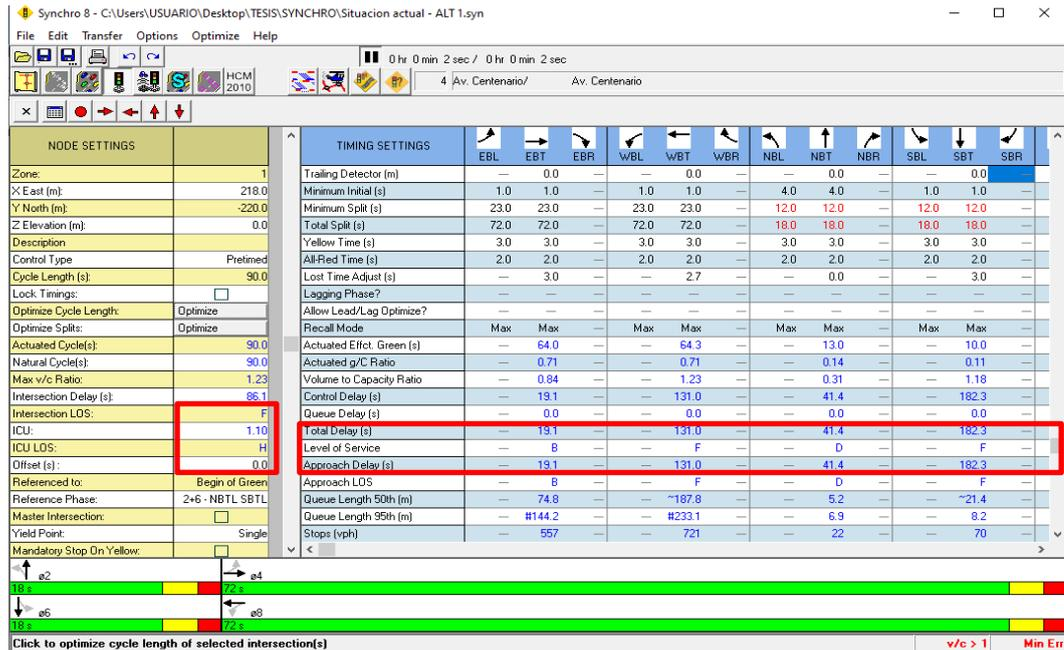 Synchro 8 - C:\Users\USUARIO\Desktop\TESIS\SYNCHRO\Situacion actual - ALT 1.syn
File Edit Transfer Options Optimize Help
0 hr 0 min 2 sec / 0 hr 0 min 2 sec
HCM 2010
4 Av. Centenario/ Av. Centenario
NODE SETTINGS
Zone: 1
X East (m): 218.0
Y North (m): -220.0
Z Elevation (m): 0.0
Description
Control Type Pretimed
Cycle Length (s): 90.0
Lock Timings:
Optimize Cycle Length: Optimize
Optimize Splits: Optimize
Actuated Cycle(s): 90.0
Natural Cycle(s): 90.0
Max v/c Ratio: 1.23
Intersection Delay (s): 86.1
Intersection LOS: F
ICU: 1.10
ICU LOS: H
Offset (s) : 0.0
Referenced to: Begin of Green
Reference Phase: 2+6 - NBTL SBTL
Master Intersection:
Yield Point: Single
Mandatory Stop On Yellow:
TIMING SETTINGS EBL EBT EBR WBL WBT WBR NBL NBT NBR SBL SBT SBR
Trailing Detector (m) — 0.0 — — 0.0 — — 0.0 — — 0.0 —
Minimum Initial (s) 1.0 1.0 — 1.0 1.0 — 4.0 4.0 — 1.0 1.0 —
Minimum Split (s) 23.0 23.0 — 23.0 23.0 — 12.0 12.0 — 12.0 12.0 —
Total Split (s) 72.0 72.0 — 72.0 72.0 — 18.0 18.0 — 18.0 18.0 —
Yellow Time (s) 3.0 3.0 — 3.0 3.0 — 3.0 3.0 — 3.0 3.0 —
All-Red Time (s) 2.0 2.0 — 2.0 2.0 — 2.0 2.0 — 2.0 2.0 —
Lost Time Adjust (s) — 3.0 — — 2.7 — — 0.0 — — 3.0 —
Lagging Phase? — — — — — — — — — — — —
Allow Lead/Lag Optimize? — — — — — — — — — — — —
Recall Mode Max Max — Max Max — Max Max — Max Max —
Actuated Effct. Green (s) — 64.0 — — 64.3 — — 13.0 — — 10.0 —
Actuated g/C Ratio — 0.71 — — 0.71 — — 0.14 — — 0.11 —
Volume to Capacity Ratio — 0.84 — — 1.23 — — 0.31 — — 1.18 —
Control Delay (s) — 19.1 — — 131.0 — — 41.4 — — 182.3 —
Queue Delay (s) — 0.0 — — 0.0 — — 0.0 — — 0.0 —
Total Delay (s) — 19.1 — — 131.0 — — 41.4 — — 182.3 —
Level of Service — B — — F — — D — — F —
Approach Delay (s) — 19.1 — — 131.0 — — 41.4 — — 182.3 —
Approach LOS — B — — F — — D — — F —
Queue Length 50th (m) — 74.8 — — ~187.8 — — 5.2 — — ~21.4 —
Queue Length 95th (m) — #144.2 — — #233.1 — — 6.9 — — 8.2 —
Stops (vph) — 557 — — 721 — — 22 — — 70 —
ø2 ø4
18 s 72 s
ø6 ø8
18 s 72 s
Click to optimize cycle length of selected intersection(s) v/c > 1 Min Err